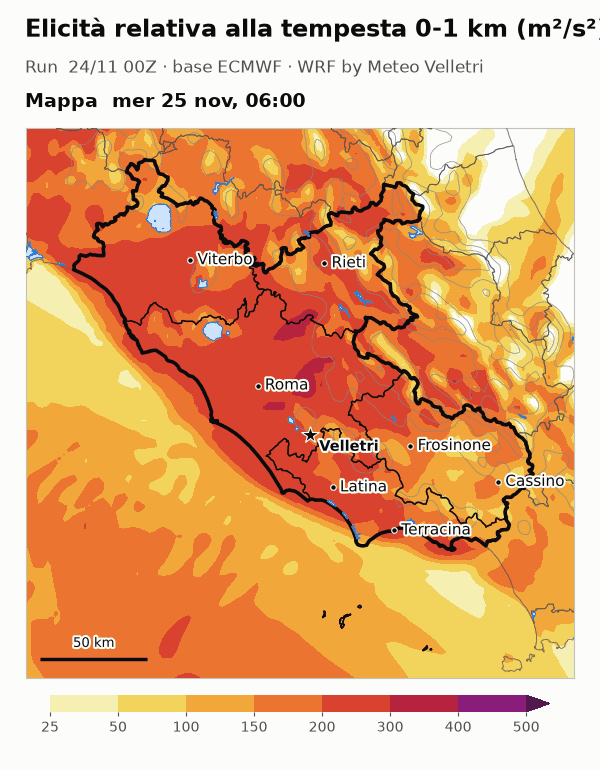 Elicità relativa alla tempesta 0-1 km (m²/s²)
Run 24/11 00Z · base ECMWF · WRF by Meteo Velletri
Mappa mer 25 nov, 06:00
Viterbo
Rieti
Roma
Velletri
Frosinone
Latina
Cassino
Terracina
50 km
25 50 100 150 200 300 400 500